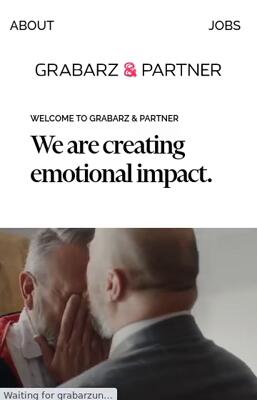 ABOUT
JOBS
GRABARZ & PARTNER
WELCOME TO GRABARZ & PARTNER
We are creating
emotional impact.
Waiting for grabarzun...